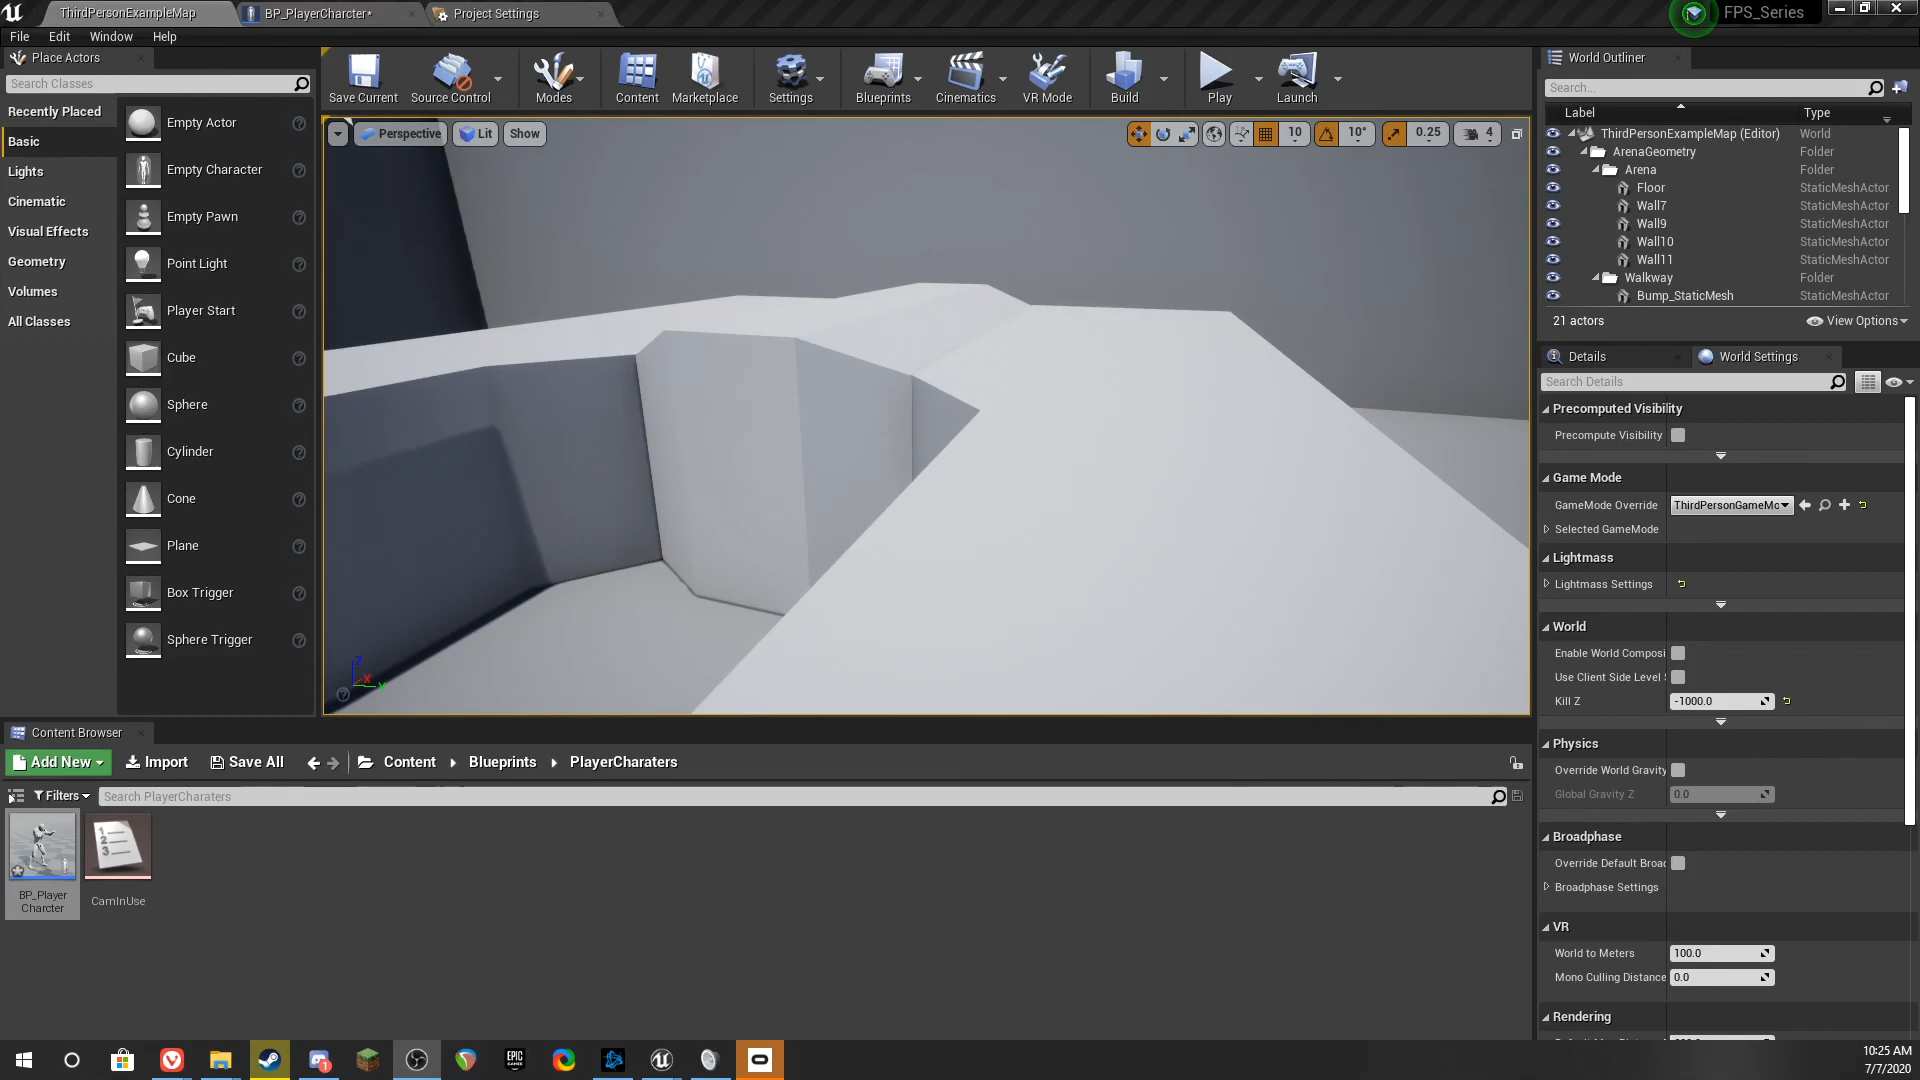 ThirdPersonExampleMap
BP_PlayerCharcter*
Project Settings
FPS_Series
File Edit Window Help
Place Actors
Search Classes
Recently Placed
Basic
Lights
Cinematic
Visual Effects
Geometry
Volumes
All Classes
Empty Actor
Empty Character
Empty Pawn
Point Light
Player Start
Cube
Sphere
Cylinder
Cone
Plane
Box Trigger
Sphere Trigger
Save Current
Source Control
Modes
Content
Marketplace
Settings
Blueprints
Cinematics
VR Mode
Build
Play
Launch
Perspective
Lit
Show
10
10°
0.25
4
Z
X
Y
World Outliner
Search...
Label Type
ThirdPersonExampleMap (Editor) World
ArenaGeometry Folder
Arena Folder
Floor StaticMeshActor
Wall7 StaticMeshActor
Wall9 StaticMeshActor
Wall10 StaticMeshActor
Wall11 StaticMeshActor
Walkway Folder
Bump_StaticMesh StaticMeshActor
21 actors
View Options
Details
World Settings
Search Details
Precomputed Visibility
Precompute Visibility
Game Mode
GameMode Override ThirdPersonGameMc
Selected GameMode
Lightmass
Lightmass Settings
World
Enable World Composi
Use Client Side Level
Kill Z -1000.0
Physics
Override World Gravity
Global Gravity Z 0.0
Broadphase
Override Default Broad
Broadphase Settings
VR
World to Meters 100.0
Mono Culling Distance 0.0
Rendering
Content Browser
Add New
Import
Save All
Content
Blueprints
PlayerCharaters
Filters
Search PlayerCharaters
BP_Player
Charcter
1
2
3
CamInUse
EPIC
GAMES
1
10:25 AM
7/7/2020